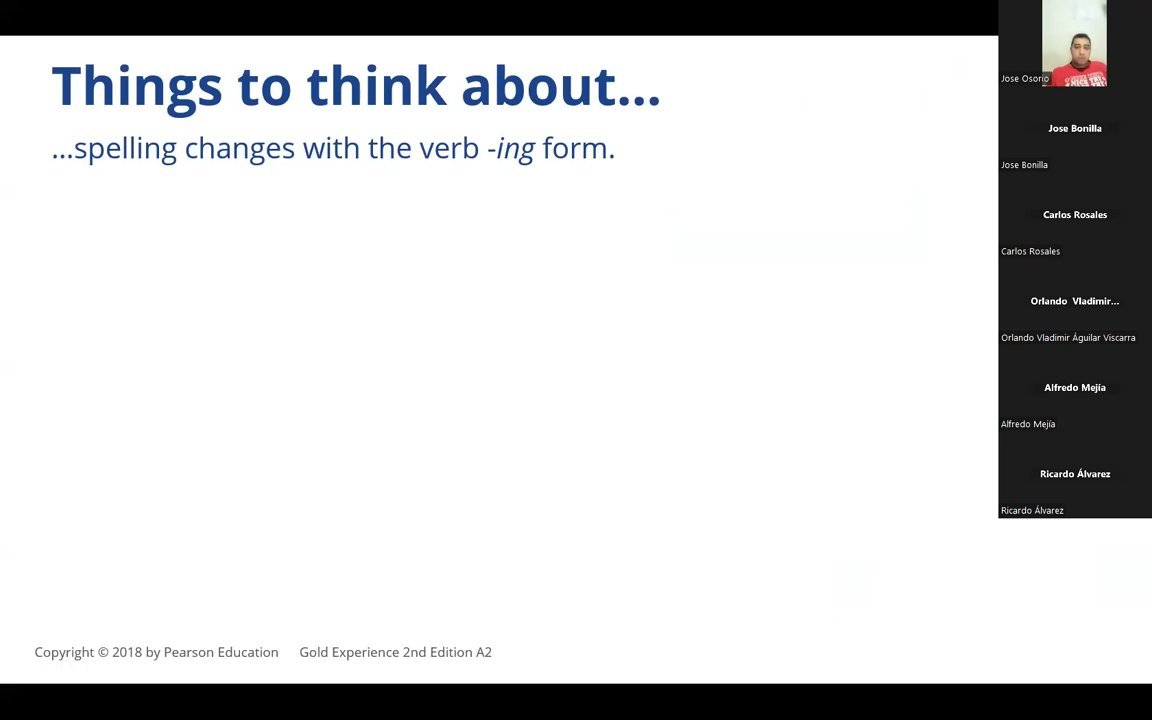 Things to think about...
...spelling changes with the verb -ing form.
Copyright © 2018 by Pearson Education Gold Experience 2nd Edition A2
Jose Osorio
Jose Bonilla
Jose Bonilla
Carlos Rosales
Carlos Rosales
Orlando Vladimir...
Orlando Vladimir Águilar Viscarra
Alfredo Mejía
Alfredo Mejía
Ricardo Álvarez
Ricardo Álvarez